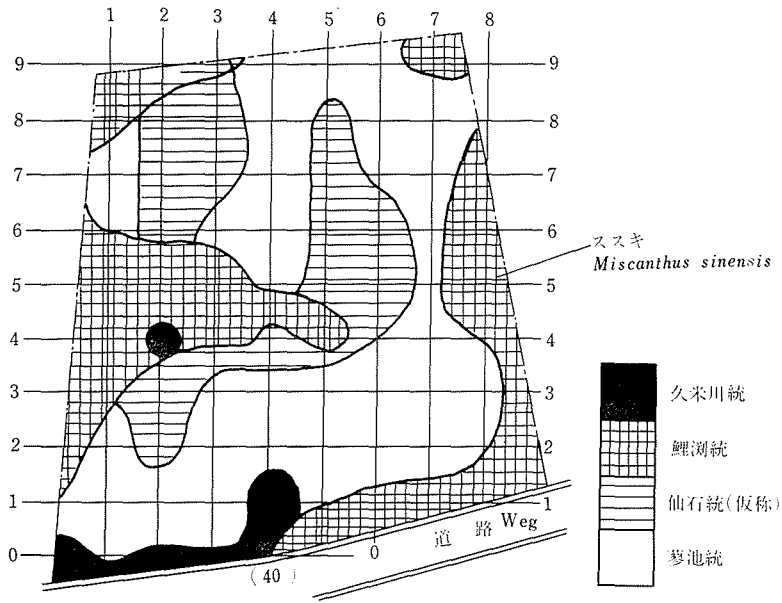 1 2 3 4 5 6 7 8
9 9
8 8
7 7
6 6
ススキ
Miscanthus sinensis
5 5
4 4
3 3
久米川統
2 2
鯉渕統
1 1
仙石統(仮称)
0 0
道路 Weg
(40)
蓼池統